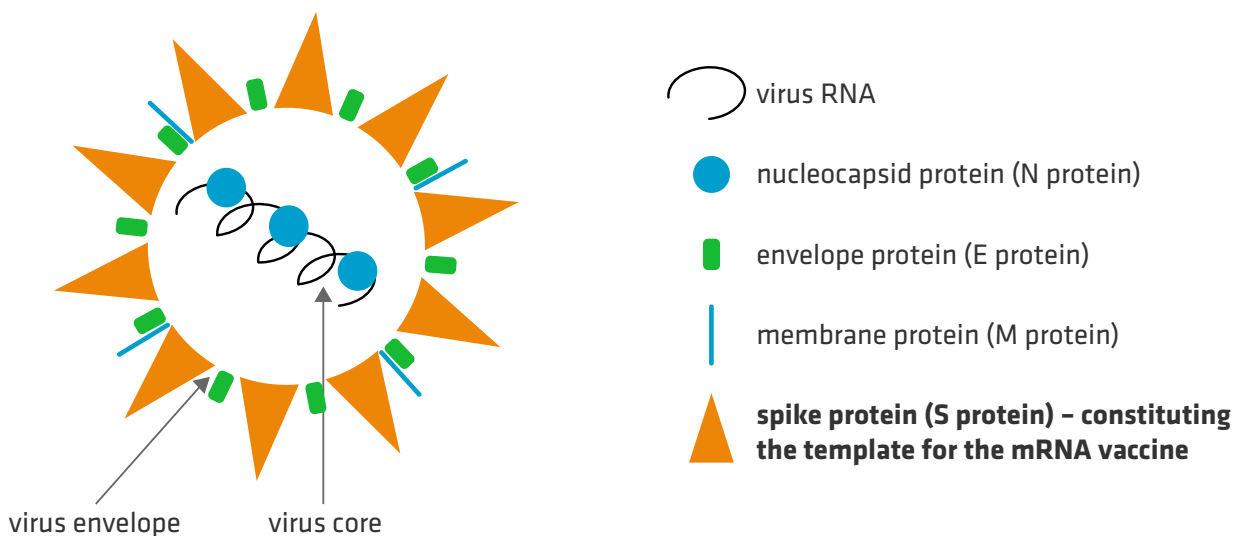 virus RNA
nucleocapsid protein (N protein)
envelope protein (E protein)
membrane protein (M protein)
spike protein (S protein) – constituting
the template for the mRNA vaccine
virus envelope
virus core